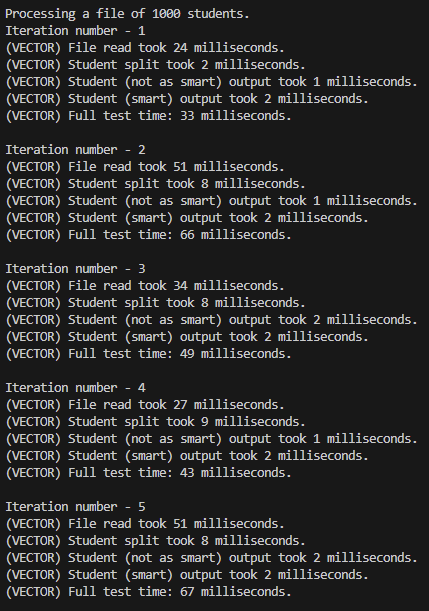 Processing a file of 1000 students.
Iteration number - 1
(VECTOR) File read took 24 milliseconds.
(VECTOR) Student split took 2 milliseconds.
(VECTOR) Student (not as smart) output took 1 milliseconds.
(VECTOR) Student (smart) output took 2 milliseconds.
(VECTOR) Full test time: 33 milliseconds.
Iteration number - 2
(VECTOR) File read took 51 milliseconds.
(VECTOR) Student split took 8 milliseconds.
(VECTOR) Student (not as smart) output took 1 milliseconds.
(VECTOR) Student (smart) output took 2 milliseconds.
(VECTOR) Full test time: 66 milliseconds.
Iteration number - 3
(VECTOR) File read took 34 milliseconds.
(VECTOR) Student split took 8 milliseconds.
(VECTOR) Student (not as smart) output took 2 milliseconds.
(VECTOR) Student (smart) output took 2 milliseconds.
(VECTOR) Full test time: 49 milliseconds.
Iteration number - 4
(VECTOR) File read took 27 milliseconds.
(VECTOR) Student split took 9 milliseconds.
(VECTOR) Student (not as smart) output took 1 milliseconds.
(VECTOR) Student (smart) output took 2 milliseconds.
(VECTOR) Full test time: 43 milliseconds.
Iteration number - 5
(VECTOR) File read took 51 milliseconds.
(VECTOR) Student split took 8 milliseconds.
(VECTOR) Student (not as smart) output took 2 milliseconds.
(VECTOR) Student (smart) output took 2 milliseconds.
(VECTOR) Full test time: 67 milliseconds.